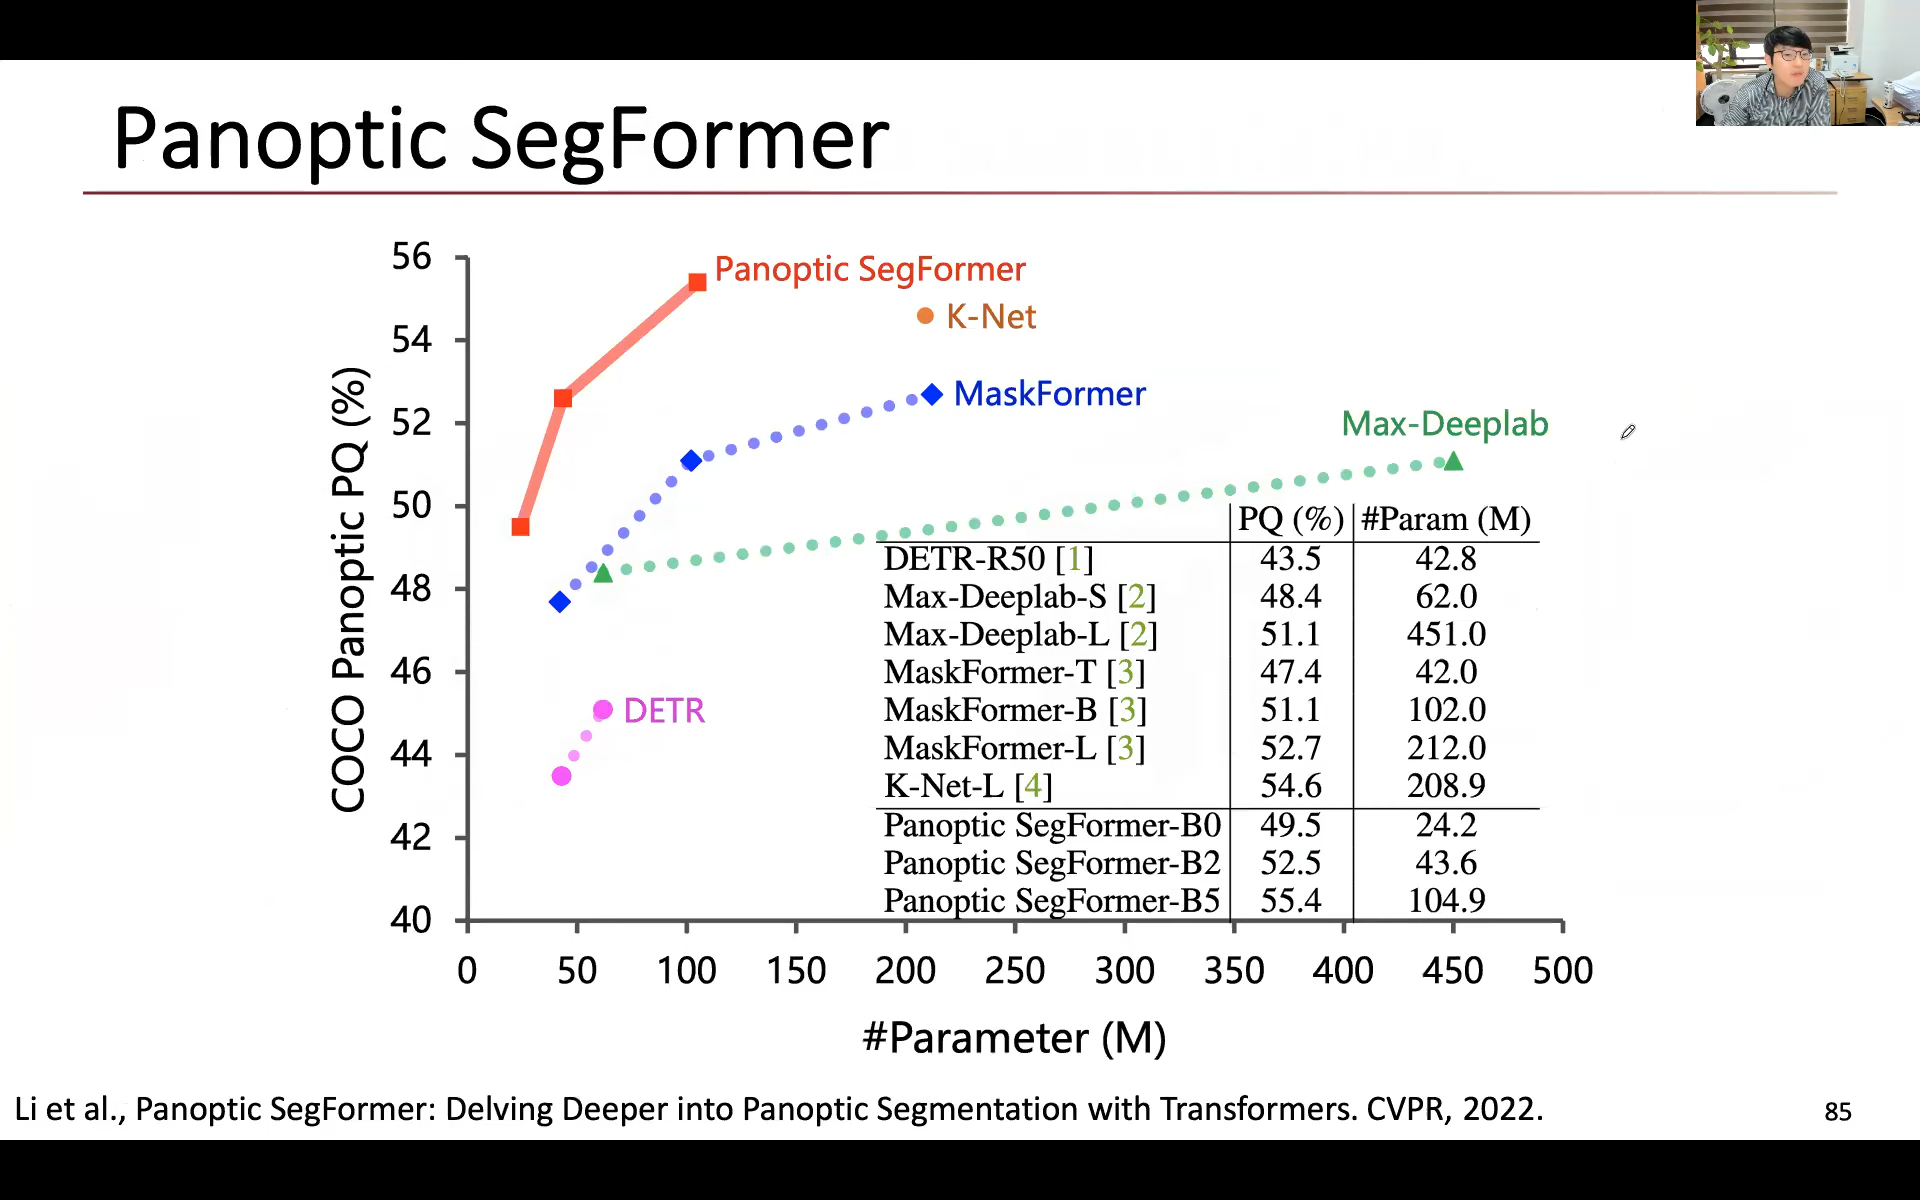 Panoptic SegFormer
56
54
52
50
48
46
44
42
40
COCO Panoptic PQ (%)
Panoptic SegFormer
K-Net
MaskFormer
Max-Deeplab
DETR
PQ (%) #Param (M)
DETR-R50 [1] 43.5 42.8
Max-Deeplab-S [2] 48.4 62.0
Max-Deeplab-L [2] 51.1 451.0
MaskFormer-T [3] 47.4 42.0
MaskFormer-B [3] 51.1 102.0
MaskFormer-L [3] 52.7 212.0
K-Net-L [4] 54.6 208.9
Panoptic SegFormer-B0 49.5 24.2
Panoptic SegFormer-B2 52.5 43.6
Panoptic SegFormer-B5 55.4 104.9
0 50 100 150 200 250 300 350 400 450 500
#Parameter (M)
Li et al., Panoptic SegFormer: Delving Deeper into Panoptic Segmentation with Transformers. CVPR, 2022.
85